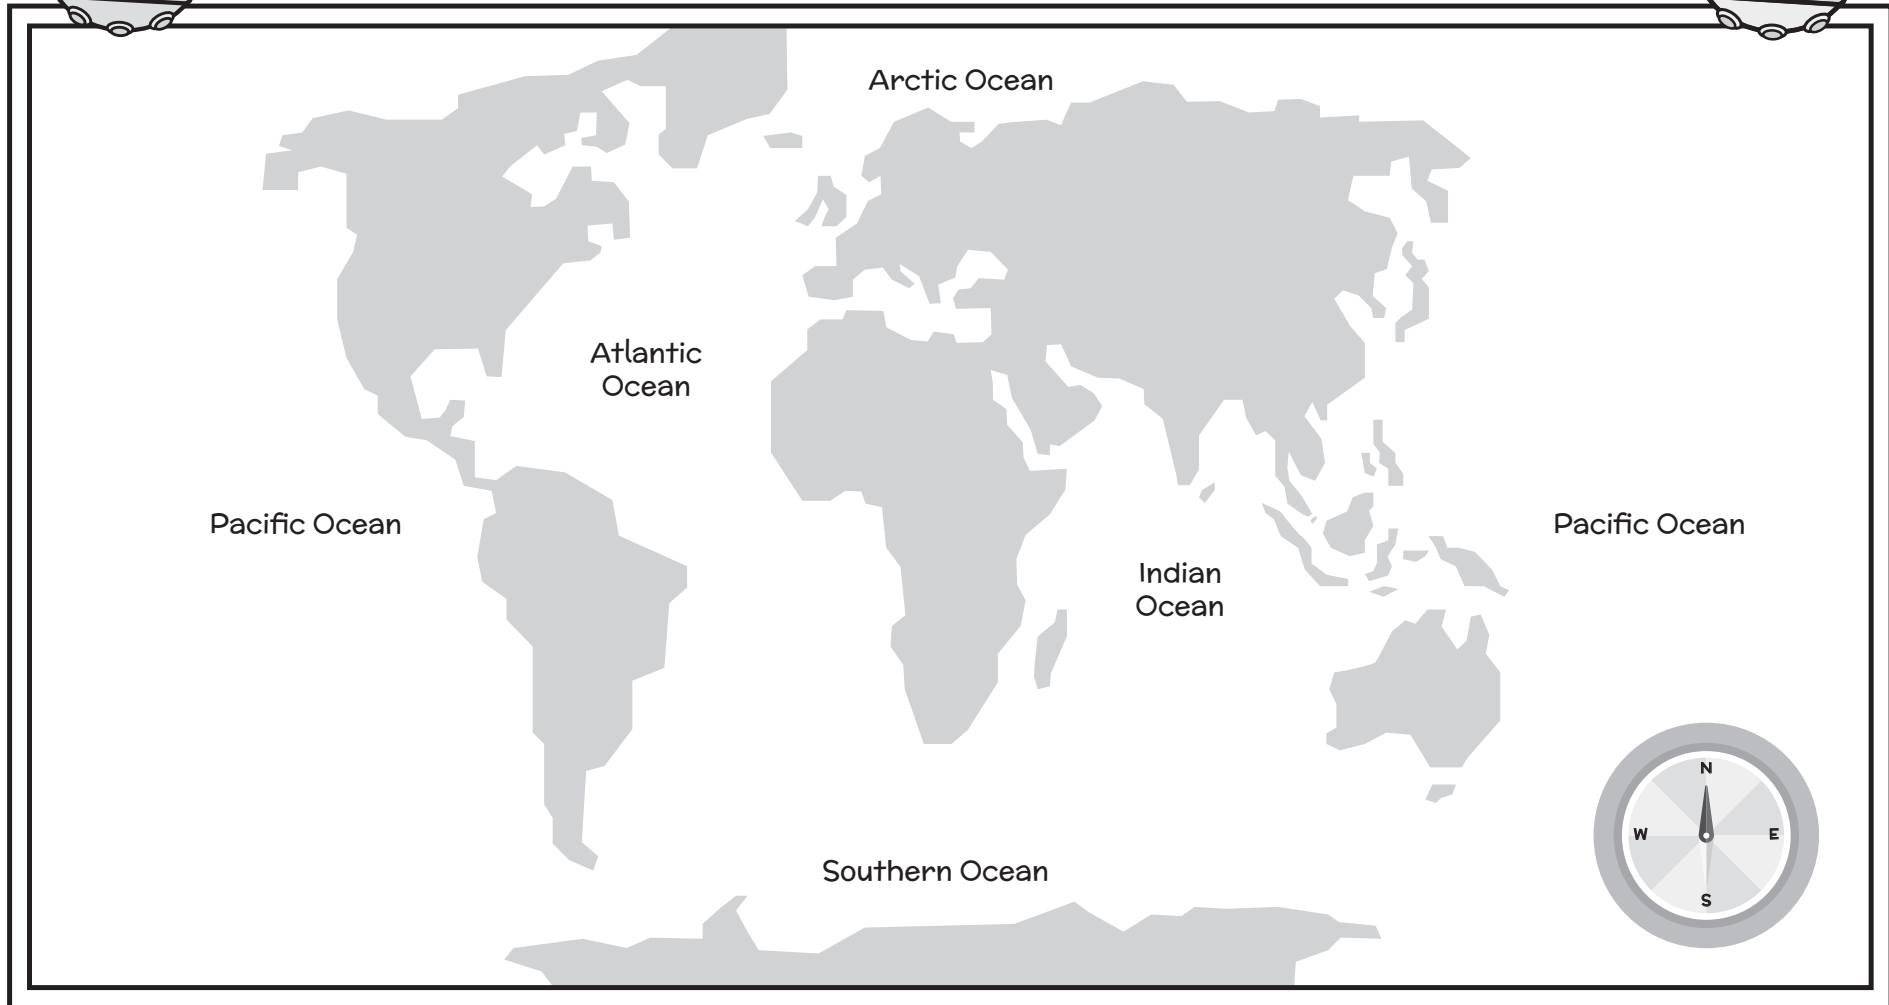 Arctic Ocean
Atlantic
Ocean
Pacific Ocean
Pacific Ocean
Indian
Ocean
N
W
E
S
Southern Ocean